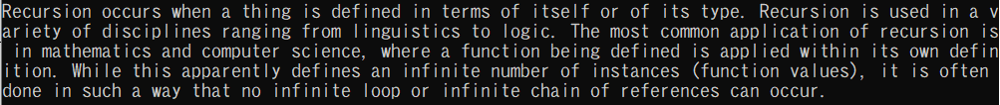 Recursion occurs when a thing is defined in terms of itself or of its type. Recursion is used in a v
ariety of disciplines ranging from linguistics to logic. The most common application of recursion is
 in mathematics and computer science, where a function being defined is applied within its own defin
ition. While this apparently defines an infinite number of instances (function values), it is often
done in such a way that no infinite loop or infinite chain of references can occur.